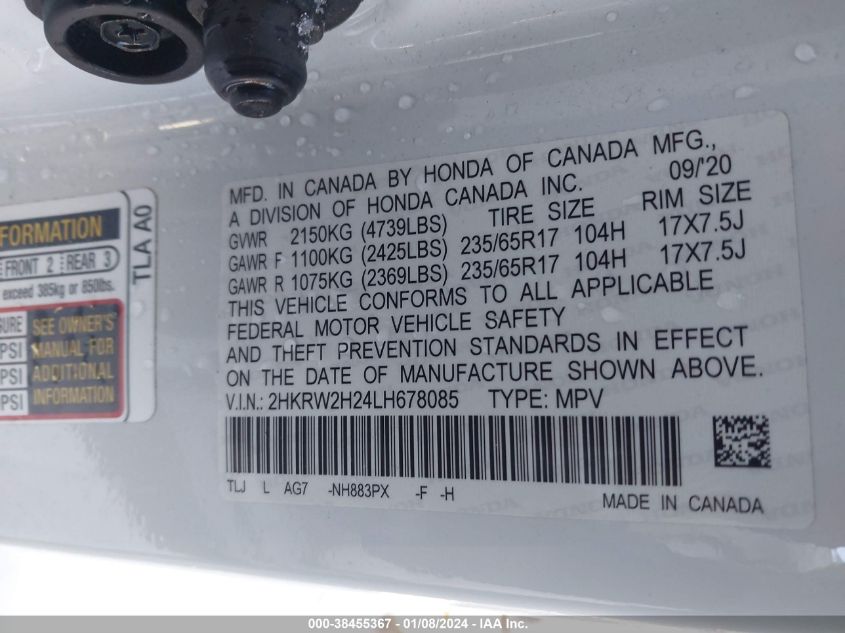 MFD. IN CANADA BY HONDA OF CANADA MFG.,
A DIVISION OF HONDA CANADA INC. 09/'20
GVWR 2150KG (4739LBS) TIRE SIZE RIM SIZE
GAWR F 1100KG (2425LBS) 235/65R17 104H 17X7.5J
GAWR R 1075KG (2369LBS) 235/65R17 104H 17X7.5J
THIS VEHICLE CONFORMS TO ALL APPLICABLE
FEDERAL MOTOR VEHICLE SAFETY
AND THEFT PREVENTION STANDARDS IN EFFECT
ON THE DATE OF MANUFACTURE SHOWN ABOVE.
V.I.N.: 2HKRW2H24LH678085 TYPE: MPV
TLJ L AG7 -NH883PX -F -H
MADE IN CANADA
FORMATION
FRONT 2 REAR 3
exceed 385kg or 850lbs.
SEE OWNER'S
PSI MANUAL FOR
PSI ADDITIONAL
PSI INFORMATION
TLA A0
000-38455367 - 01/08/2024 - IAA Inc.